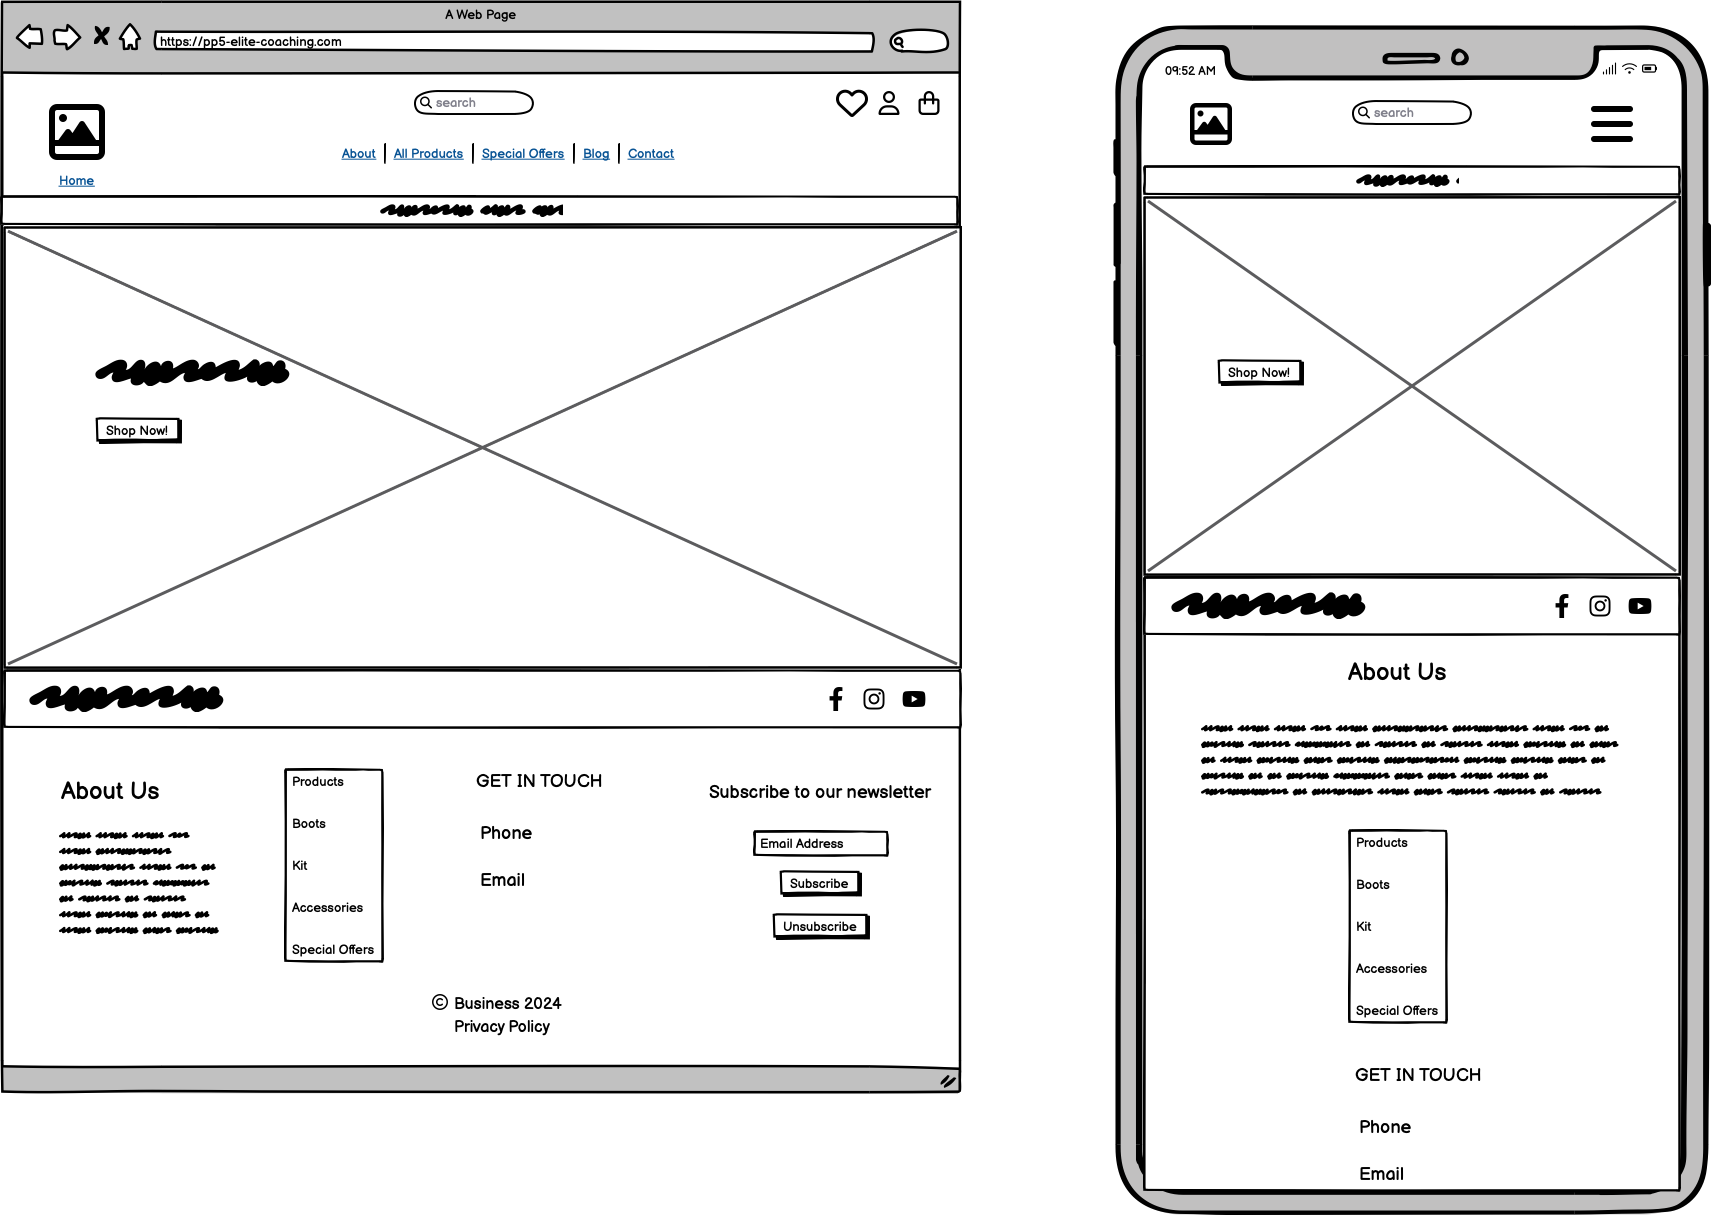 A Web Page
https://pp5-elite-coaching.com
search
About | All Products | Special Offers | Blog | Contact
Home
Shop Now!
About Us
Products
Boots
Kit
Accessories
Special Offers
GET IN TOUCH
Phone
Email
Subscribe to our newsletter
Email Address
Subscribe
Unsubscribe
© Business 2024
Privacy Policy
09:52 AM
search
Shop Now!
About Us
Products
Boots
Kit
Accessories
Special Offers
GET IN TOUCH
Phone
Email